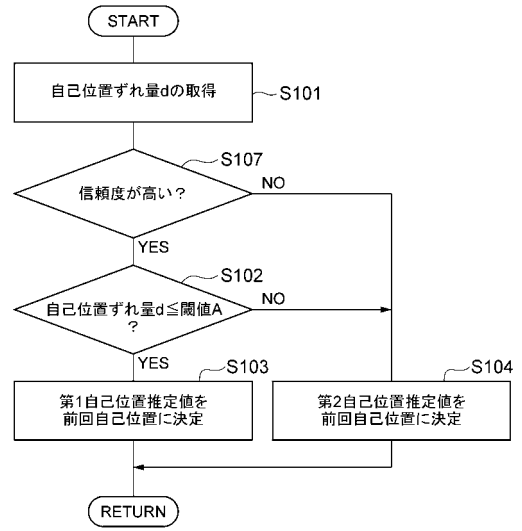 START
自己位置ずれ量dの取得
S101
S107
信頼度が高い?
NO
YES
S102
自己位置ずれ量d≦閾値A
?
NO
YES
S103
第1自己位置推定値を
前回自己位置に決定
S104
第2自己位置推定値を
前回自己位置に決定
RETURN